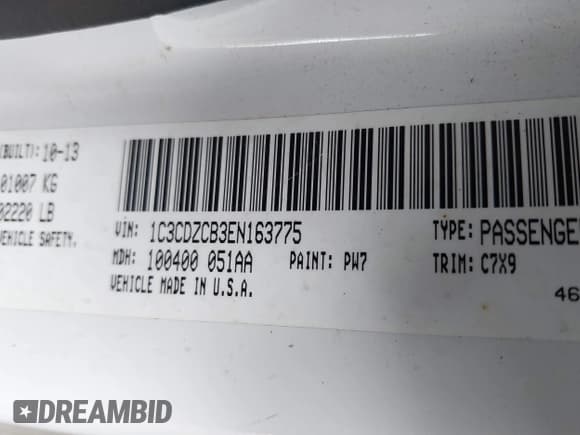 (BUILT): 10-13
01007 KG
02220 LB
VEHICLE SAFETY.
VIN: 1C3CDZCB3EN163775
TYPE: PASSENGE
MDH: 100400 051AA
PAINT: PW7
TRIM: C7X9
VEHICLE MADE IN U.S.A.
46
DREAMBID